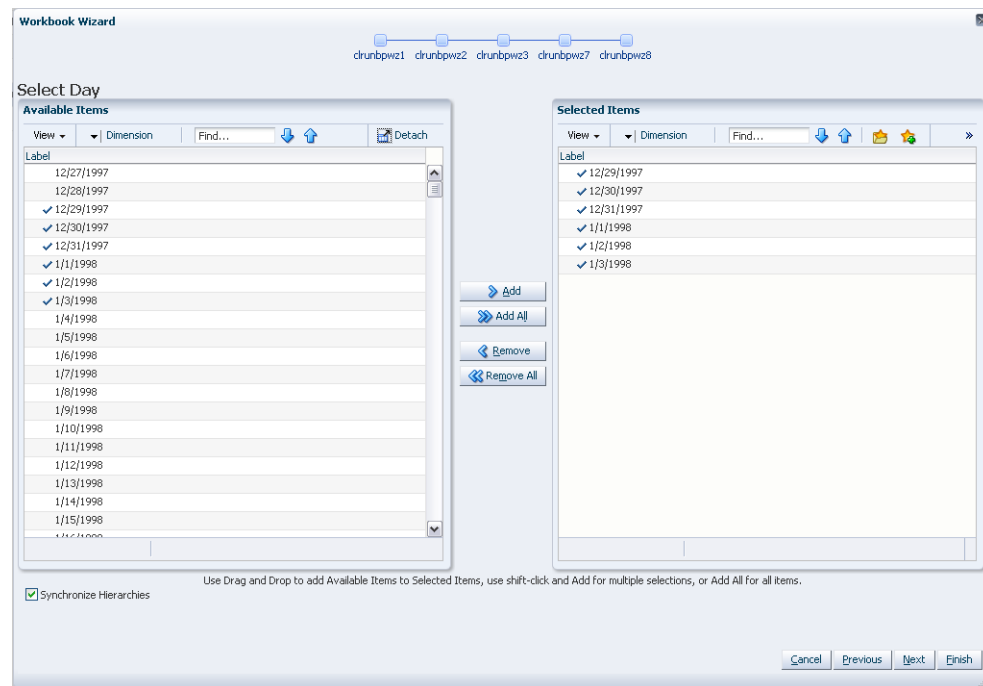 Workbook Wizard
clrunbpwz1 clrunbpwz2 clrunbpwz3 clrunbpwz7 clrunbpwz8
Select Day
Available Items
View Dimension Find... Detach
Label
12/27/1997
12/28/1997
12/29/1997
12/30/1997
12/31/1997
1/1/1998
1/2/1998
1/3/1998
1/4/1998
1/5/1998
1/6/1998
1/7/1998
1/8/1998
1/9/1998
1/10/1998
1/11/1998
1/12/1998
1/13/1998
1/14/1998
1/15/1998
1/16/1998
Add
Add All
Remove
Remove All
Selected Items
View Dimension Find... »
Label
12/29/1997
12/30/1997
12/31/1997
1/1/1998
1/2/1998
1/3/1998
Use Drag and Drop to add Available Items to Selected Items, use shift-click and Add for multiple selections, or Add All for all items.
Synchronize Hierarchies
Cancel Previous Next Finish